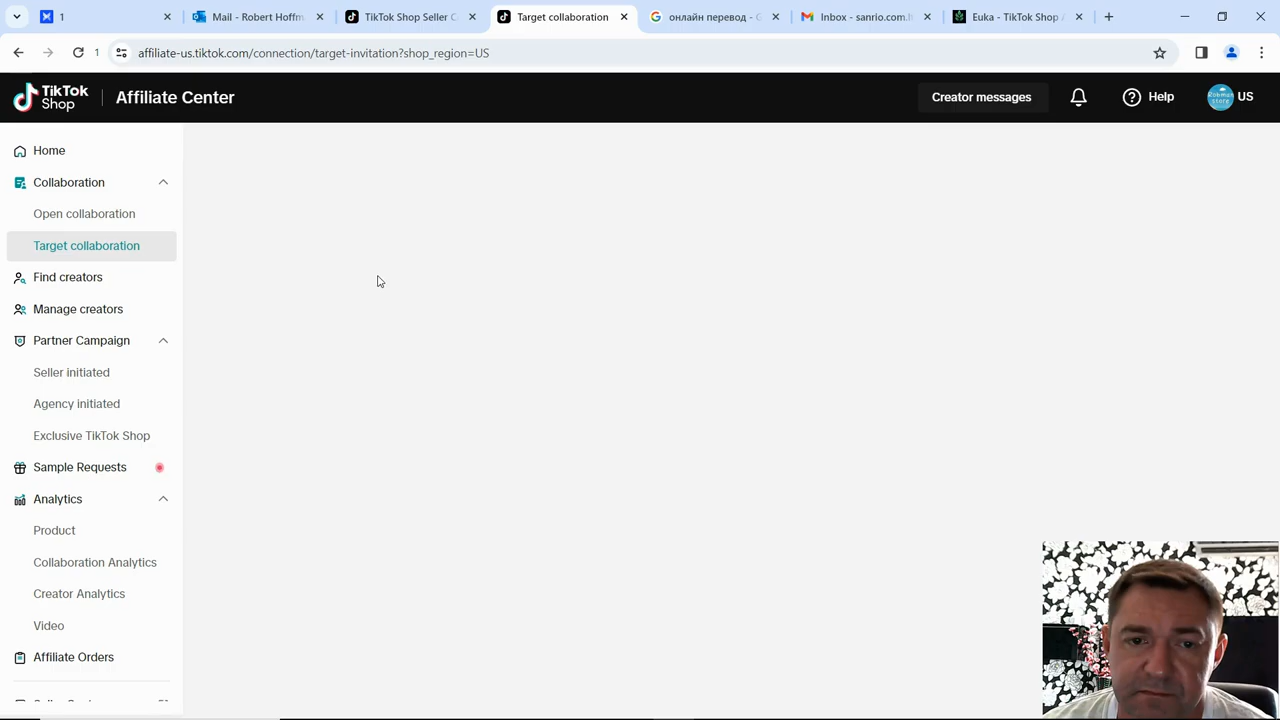 1
Mail - Robert Hoffm
TikTok Shop Seller C
Target collaboration
онлайн перевод - G
Inbox - sanrio.com.l
Euka - TikTok Shop
1
affiliate-us.tiktok.com/connection/target-invitation?shop_region=US
TikTok Shop
Affiliate Center
Creator messages
Help
US
Home
Collaboration
Open collaboration
Target collaboration
Find creators
Manage creators
Partner Campaign
Seller initiated
Agency initiated
Exclusive TikTok Shop
Sample Requests
Analytics
Product
Collaboration Analytics
Creator Analytics
Video
Affiliate Orders